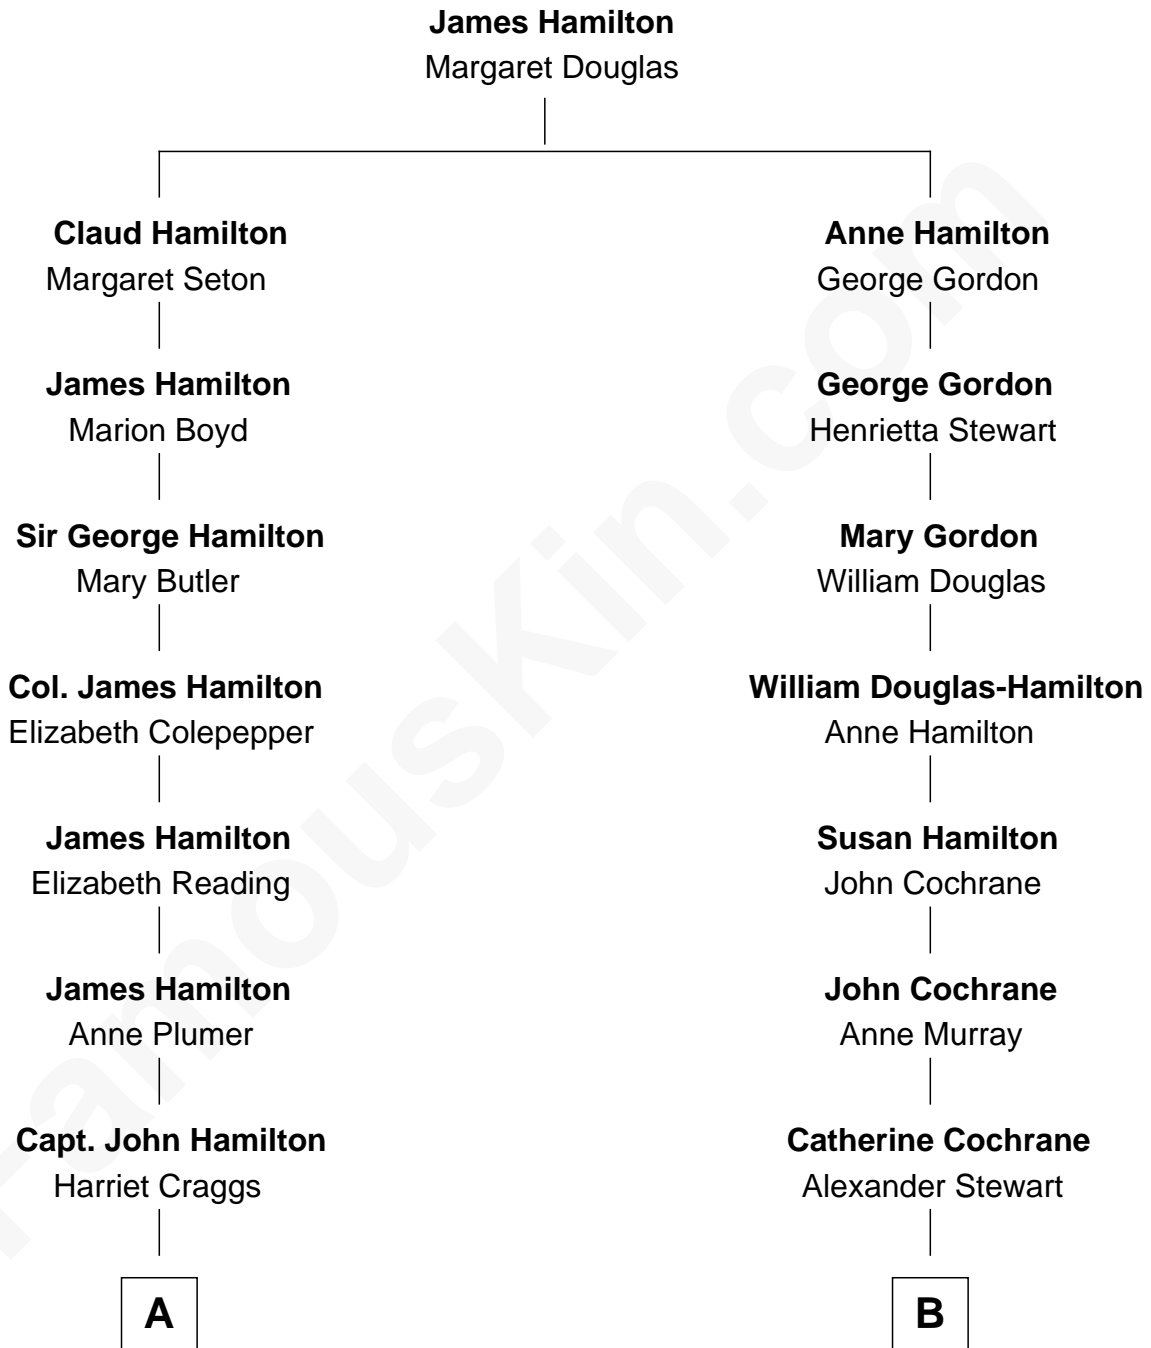 James Hamilton
Margaret Douglas
Claud Hamilton
Margaret Seton
Anne Hamilton
George Gordon
James Hamilton
Marion Boyd
George Gordon
Henrietta Stewart
Sir George Hamilton
Mary Butler
Mary Gordon
William Douglas
Col. James Hamilton
Elizabeth Colepepper
William Douglas-Hamilton
Anne Hamilton
James Hamilton
Elizabeth Reading
Susan Hamilton
John Cochrane
James Hamilton
Anne Plumer
John Cochrane
Anne Murray
Capt. John Hamilton
Harriet Craggs
Catherine Cochrane
Alexander Stewart
A
B
FamousKin.com